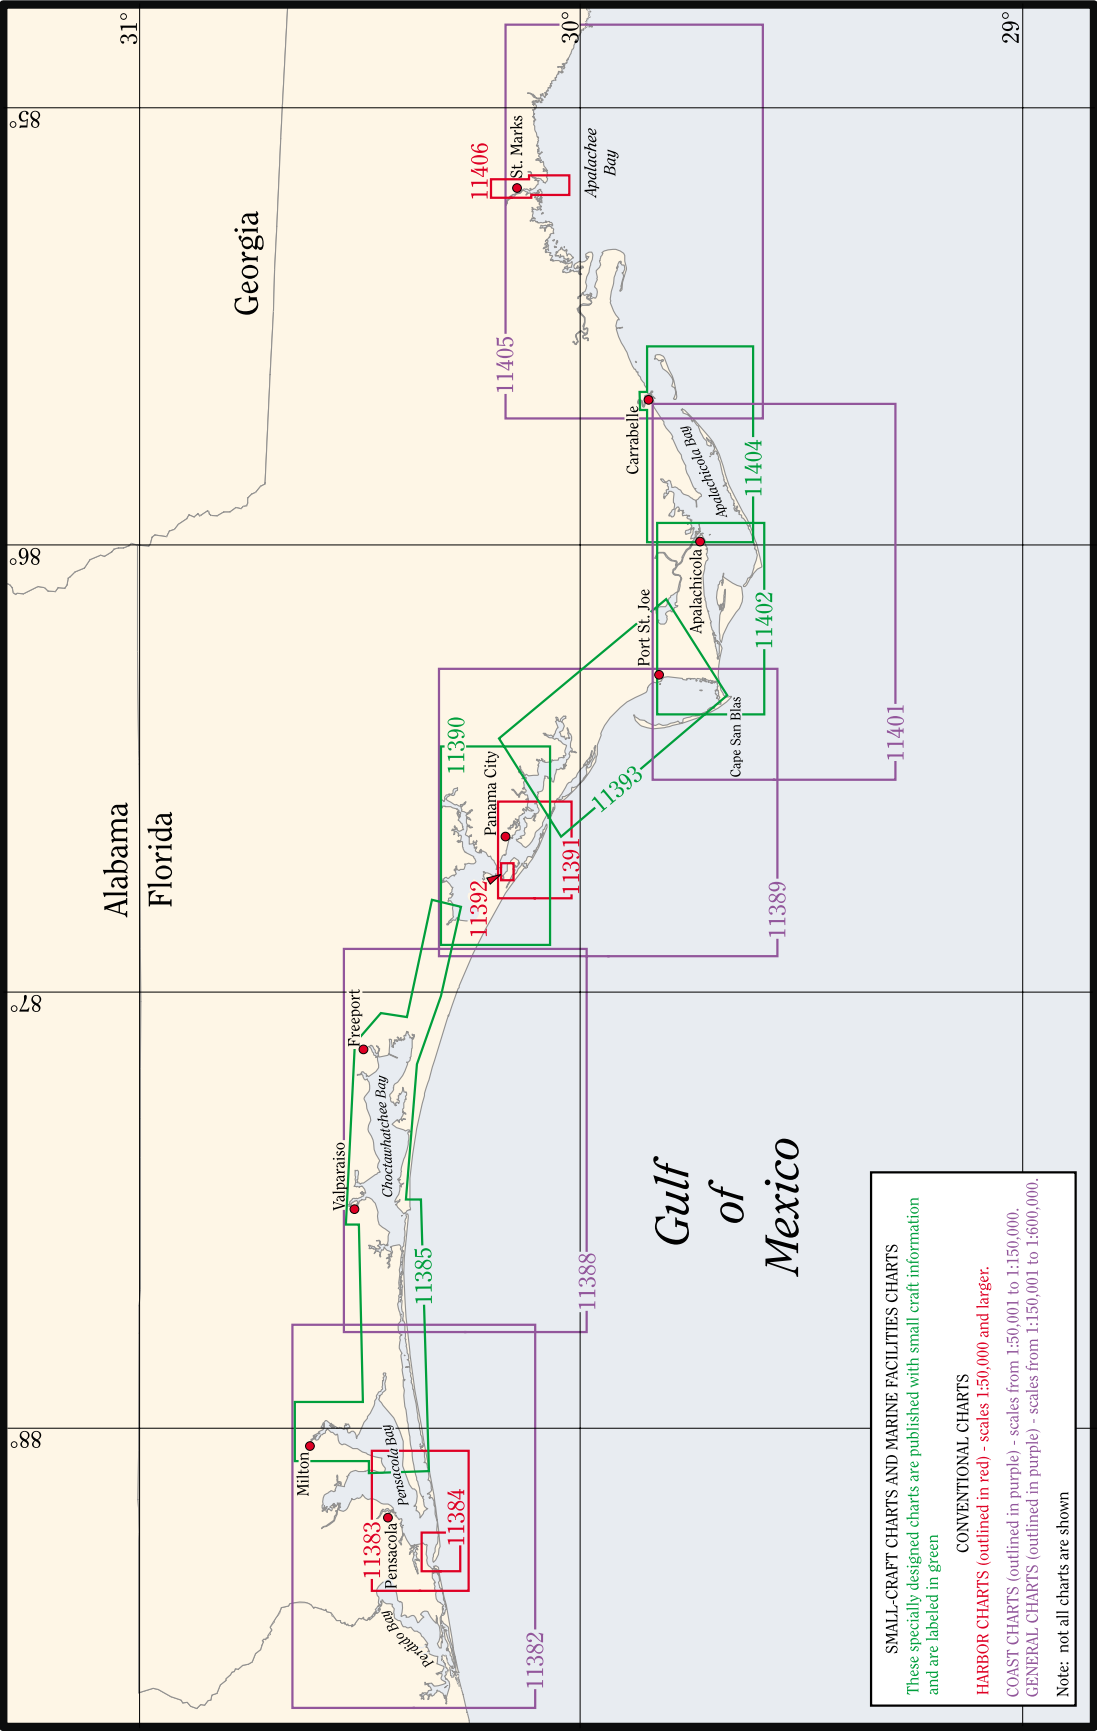 88°
87°
86°
85°
31°
30°
29°
Alabama
Florida
Georgia
Milton
Pensacola Bay
11383
Pensacola
11384
Perdido Bay
11382
Valparaiso
Freeport
Choctawhatchee Bay
11385
11388
11390
Panama City
11392
11391
11393
11389
Port St. Joe
Cape San Blas
Apalachicola
11402
11401
Carrabelle
Apalachicola Bay
11404
11405
11406
St. Marks
Apalachee
Bay
Gulf
of
Mexico
SMALL-CRAFT CHARTS AND MARINE FACILITIES CHARTS
These specially designed charts are published with small craft information
and are labeled in green
CONVENTIONAL CHARTS
HARBOR CHARTS (outlined in red) - scales 1:50,000 and larger.
COAST CHARTS (outlined in purple) - scales from 1:50,001 to 1:150,000.
GENERAL CHARTS (outlined in purple) - scales from 1:150,001 to 1:600,000.
Note: not all charts are shown